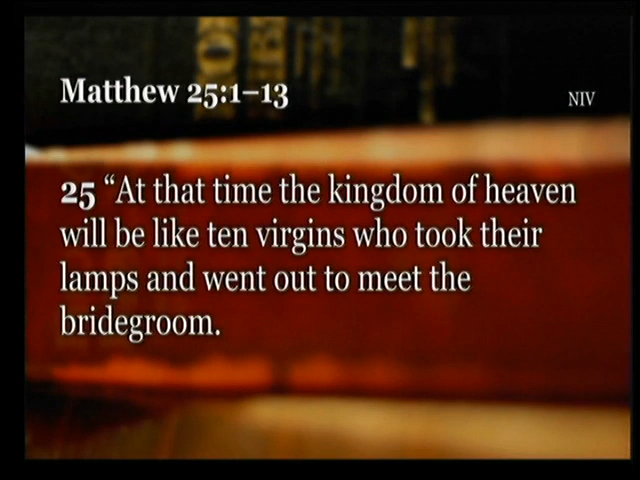 Matthew 25:1–13
NIV
25 “At that time the kingdom of heaven
will be like ten virgins who took their
lamps and went out to meet the
bridegroom.